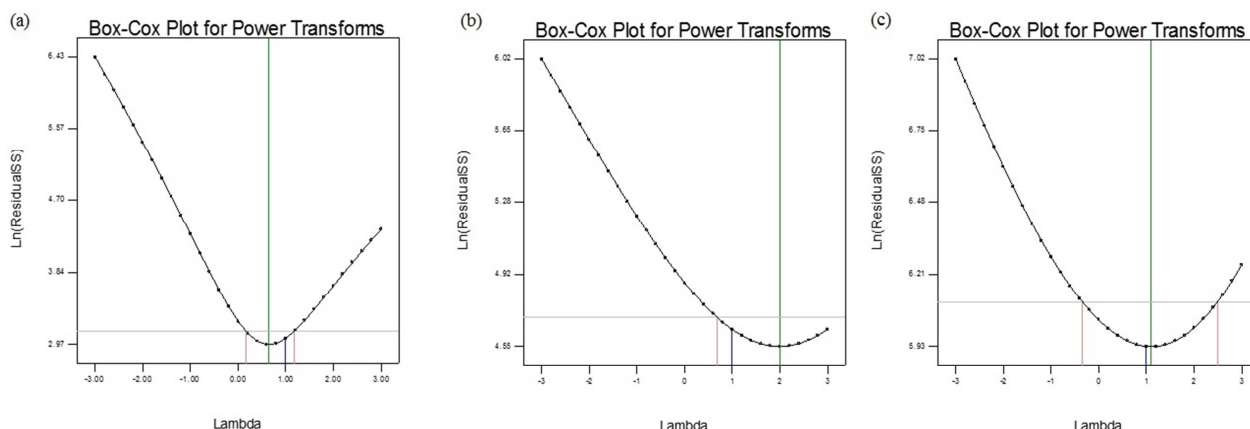 (a)
Box-Cox Plot for Power Transforms
6.43
5.57
4.70
3.84
2.97
Ln(ResidualSS)
-3.00 -2.00 -1.00 0.00 1.00 2.00 3.00
Lambda
(b)
Box-Cox Plot for Power Transforms
6.02
5.65
5.28
4.92
4.55
Ln(ResidualSS)
-3 -2 -1 0 1 2 3
Lambda
(c)
Box-Cox Plot for Power Transforms
7.02
6.75
6.48
6.21
5.93
Ln(ResidualSS)
-3 -2 -1 0 1 2 3
Lambda